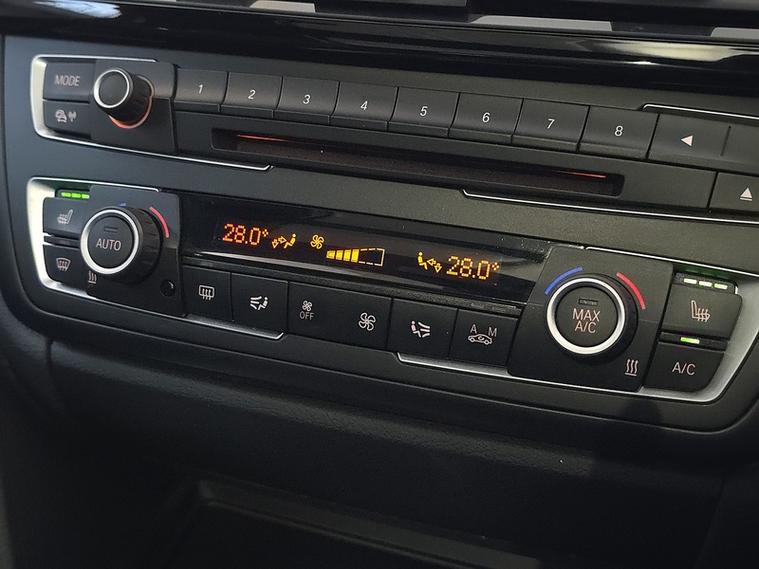 MODE
1 2 3 4 5 6 7 8
28.0° 28.0°
AUTO
OFF
A M
MAX
A/C
A/C